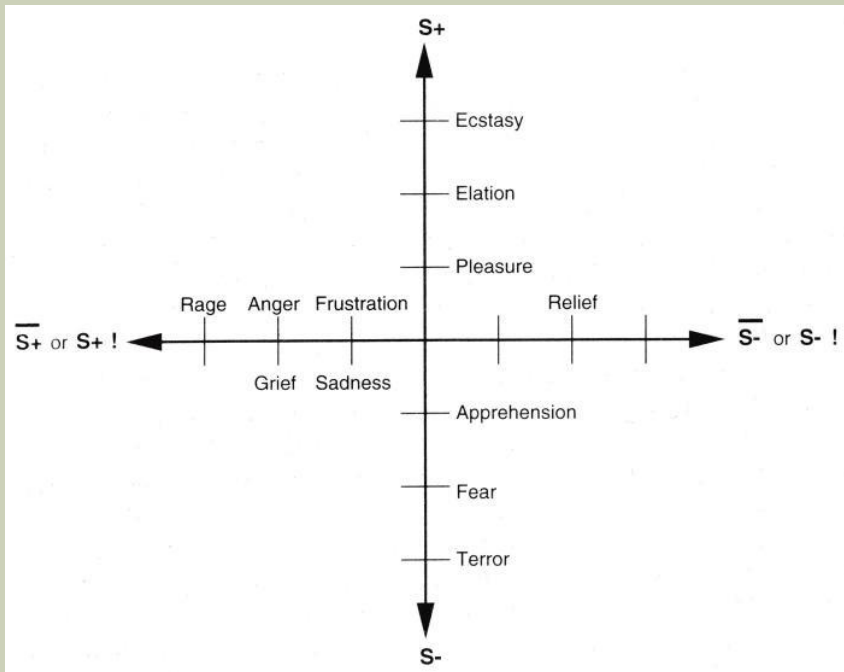 S+
Ecstasy
Elation
Pleasure
Rage Anger Frustration Relief
S̅+̅ or S+ ! S̅-̅ or S- !
Grief Sadness
Apprehension
Fear
Terror
S-